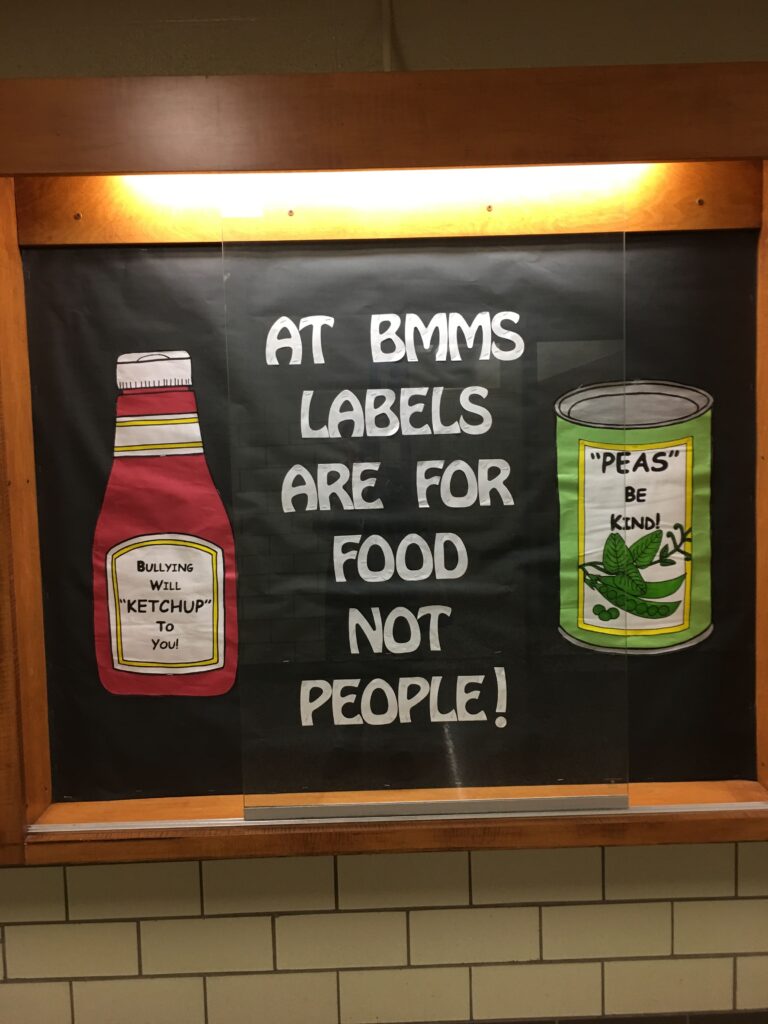 AT BMMS
LABELS
ARE FOR
FOOD
NOT
PEOPLE!
BULLYING
WILL
"KETCHUP"
TO
YOU!
"PEAS"
BE
KIND!